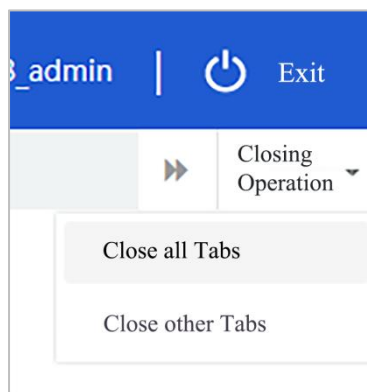 3_admin | Exit
Closing
Operation
Close all Tabs
Close other Tabs